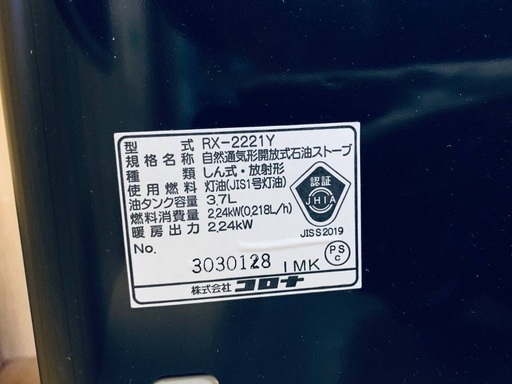 型式 RX-2221Y
規格名称 自然通気形開放式石油ストーブ
種類 しん式・放射形
使用燃料 灯油(JIS1号灯油)
油タンク容量 3.7L
燃料消費量 2.24kW(0.218L/h)
暖房出力 2.24kW
認証
JHIA
JIS S 2019
No. 3030128 IMK
PS
C
株式会社 コロナ